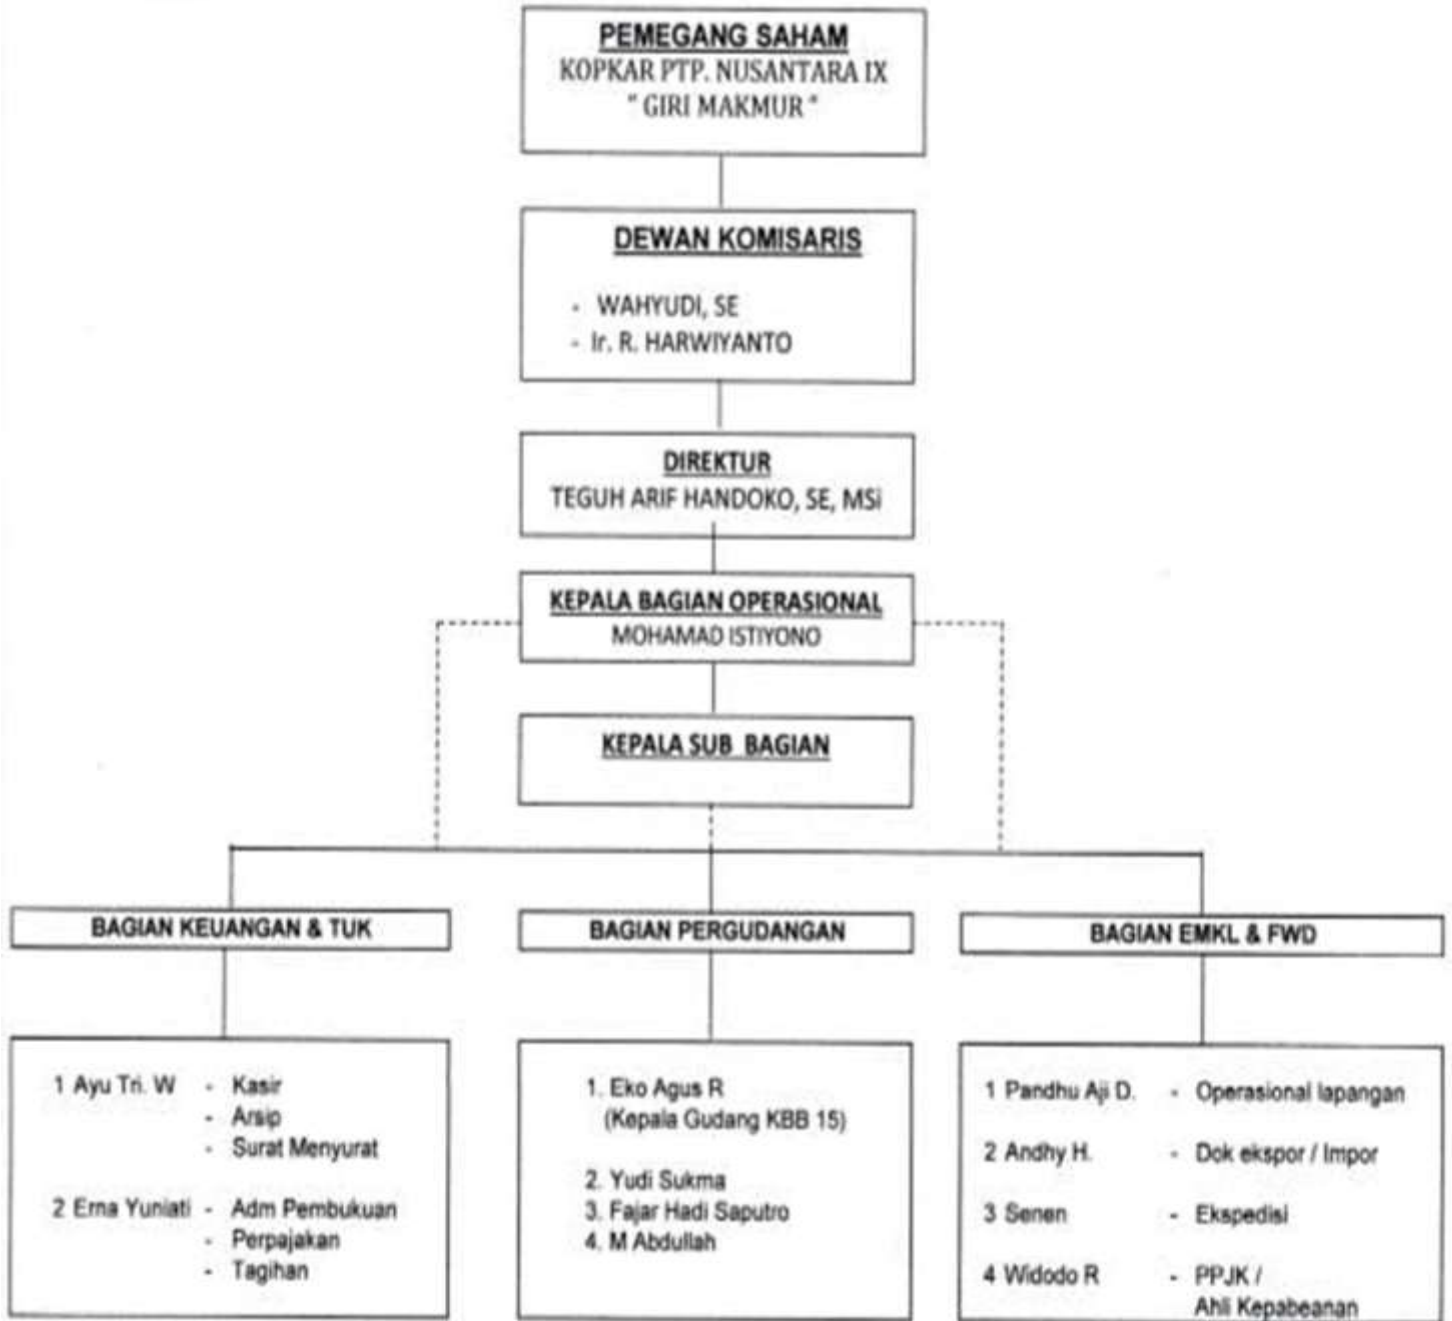 PEMEGANG SAHAM
KOPKAR PTP. NUSANTARA IX
" GIRI MAKMUR "
DEWAN KOMISARIS
- WAHYUDI, SE
- Ir. R. HARWIYANTO
DIREKTUR
TEGUH ARIF HANDOKO, SE, MSi
KEPALA BAGIAN OPERASIONAL
MOHAMAD ISTIYONO
KEPALA SUB BAGIAN
BAGIAN KEUANGAN & TUK
1 Ayu Tri. W - Kasir
- Arsip
- Surat Menyurat
2 Erna Yuniati - Adm Pembukuan
- Perpajakan
- Tagihan
BAGIAN PERGUDANGAN
1. Eko Agus R
(Kepala Gudang KBB 15)
2. Yudi Sukma
3. Fajar Hadi Saputro
4. M Abdullah
BAGIAN EMKL & FWD
1 Pandhu Aji D. - Operasional lapangan
2 Andhy H. - Dok ekspor / Impor
3 Senen - Ekspedisi
4 Widodo R - PPJK /
Ahli Kepabeanan